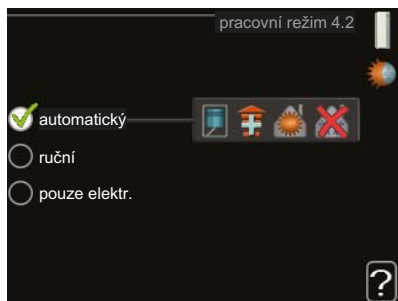 pracovní režim 4.2
automatický
ruční
pouze elektr.
?